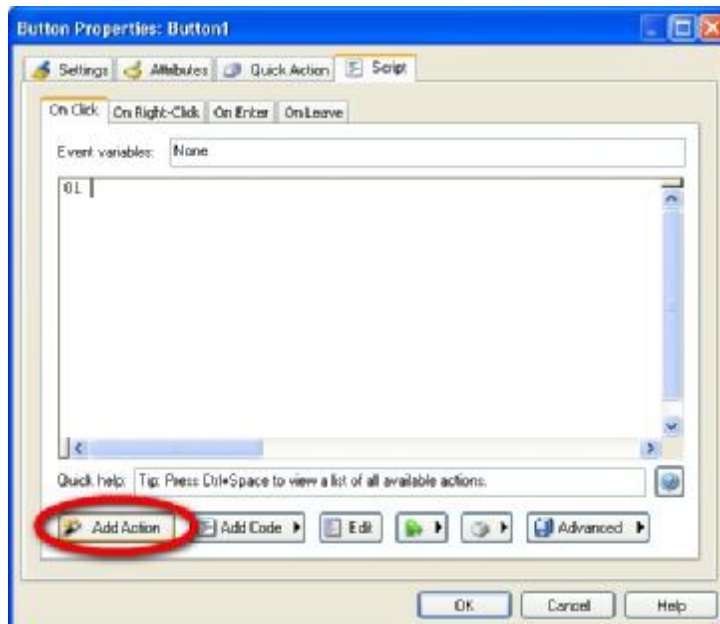 Button Properties: Button1
Settings Attributes Quick Action Script
On Click On Right-Click On Enter On Leave
Event variables: None
01
Quick help: Tip: Press Ctrl+Space to view a list of all available actions.
Add Action Add Code Edit Advanced
OK Cancel Help